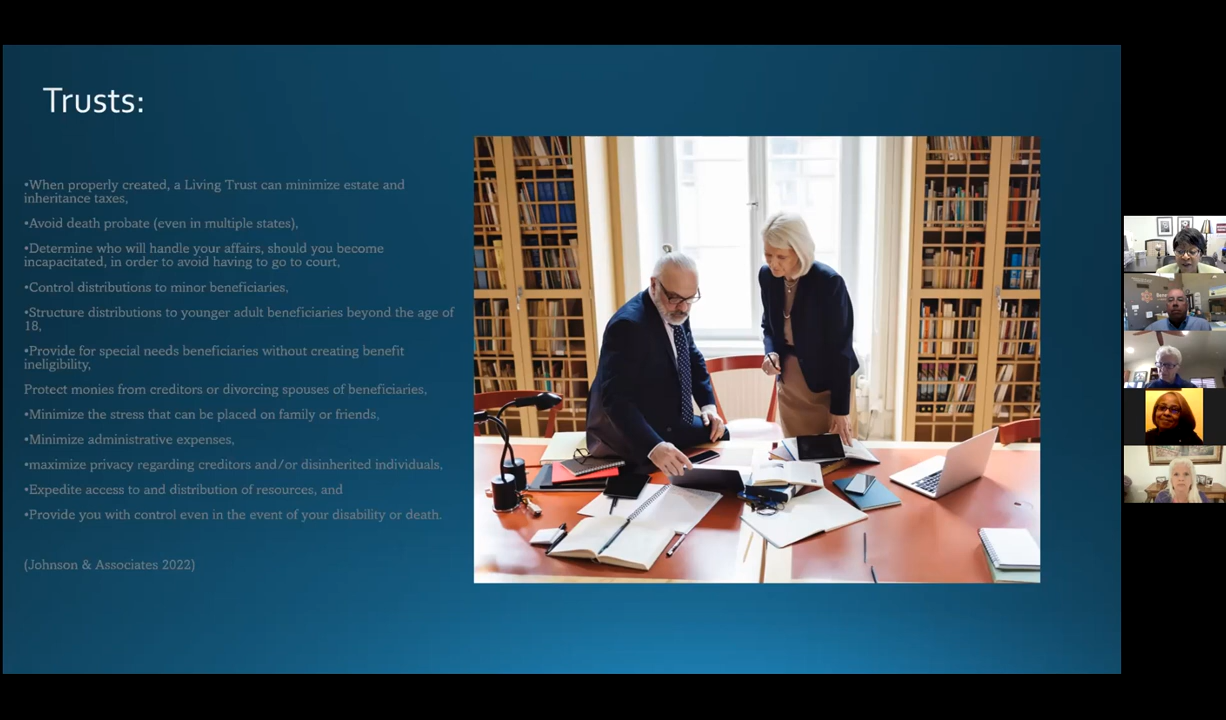 Trusts:
•When properly created, a Living Trust can minimize estate and
inheritance taxes,
•Avoid death probate (even in multiple states),
•Determine who will handle your affairs, should you become
incapacitated, in order to avoid having to go to court,
•Control distributions to minor beneficiaries,
•Structure distributions to younger adult beneficiaries beyond the age of
18,
•Provide for special needs beneficiaries without creating benefit
ineligibility,
Protect monies from creditors or divorcing spouses of beneficiaries,
•Minimize the stress that can be placed on family or friends,
•Minimize administrative expenses,
•maximize privacy regarding creditors and/or disinherited individuals,
•Expedite access to and distribution of resources, and
•Provide you with control even in the event of your disability or death.
(Johnson & Associates 2022)